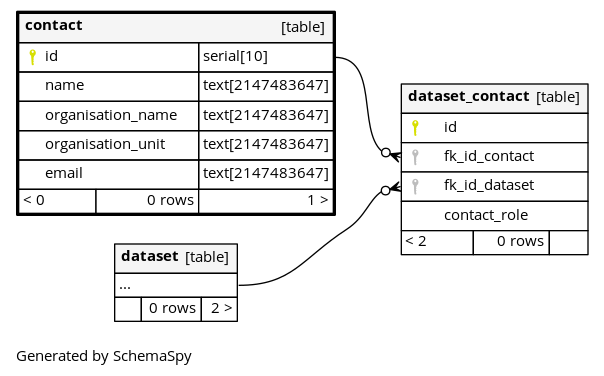 contact [table]
id serial[10]
name text[2147483647]
organisation_name text[2147483647]
organisation_unit text[2147483647]
email text[2147483647]
< 0 0 rows 1 >
dataset_contact [table]
id
fk_id_contact
fk_id_dataset
contact_role
< 2 0 rows
dataset [table]
...
0 rows 2 >
Generated by SchemaSpy